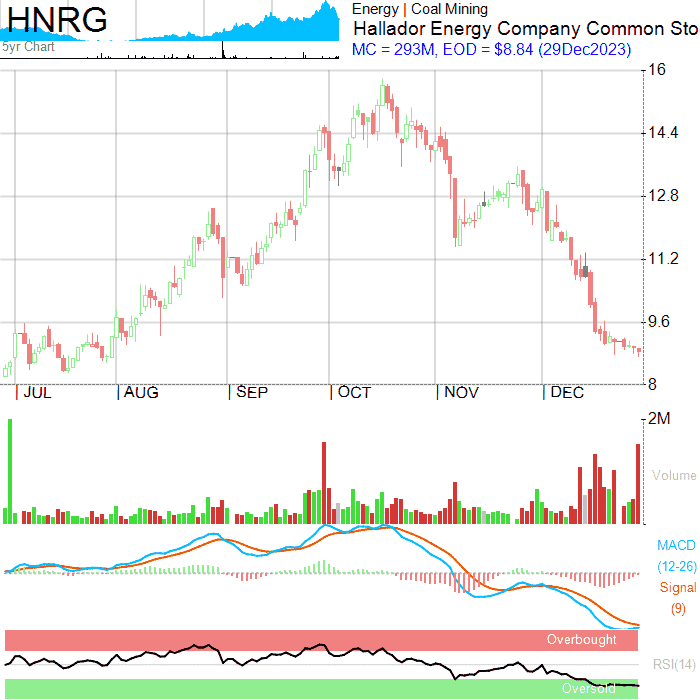 HNRG
5yr Chart
Energy | Coal Mining
Hallador Energy Company Common Sto
MC = 293M, EOD = $8.84 (29Dec2023)
16
14.4
12.8
11.2
9.6
8
JUL AUG SEP OCT NOV DEC
2M
Volume
MACD
(12-26)
Signal
(9)
Overbought
RSI(14)
Oversold